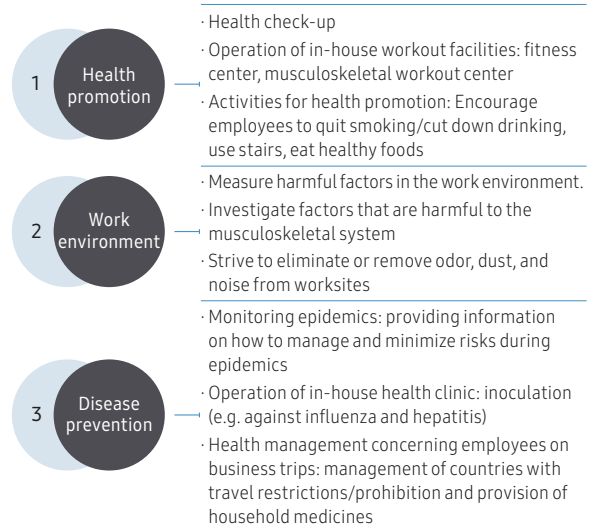 1
Health
promotion
· Health check-up
· Operation of in-house workout facilities: fitness
center, musculoskeletal workout center
· Activities for health promotion: Encourage
employees to quit smoking/cut down drinking,
use stairs, eat healthy foods
2
Work
environment
· Measure harmful factors in the work environment.
· Investigate factors that are harmful to the
musculoskeletal system
· Strive to eliminate or remove odor, dust, and
noise from worksites
3
Disease
prevention
· Monitoring epidemics: providing information
on how to manage and minimize risks during
epidemics
· Operation of in-house health clinic: inoculation
(e.g. against influenza and hepatitis)
· Health management concerning employees on
business trips: management of countries with
travel restrictions/prohibition and provision of
household medicines